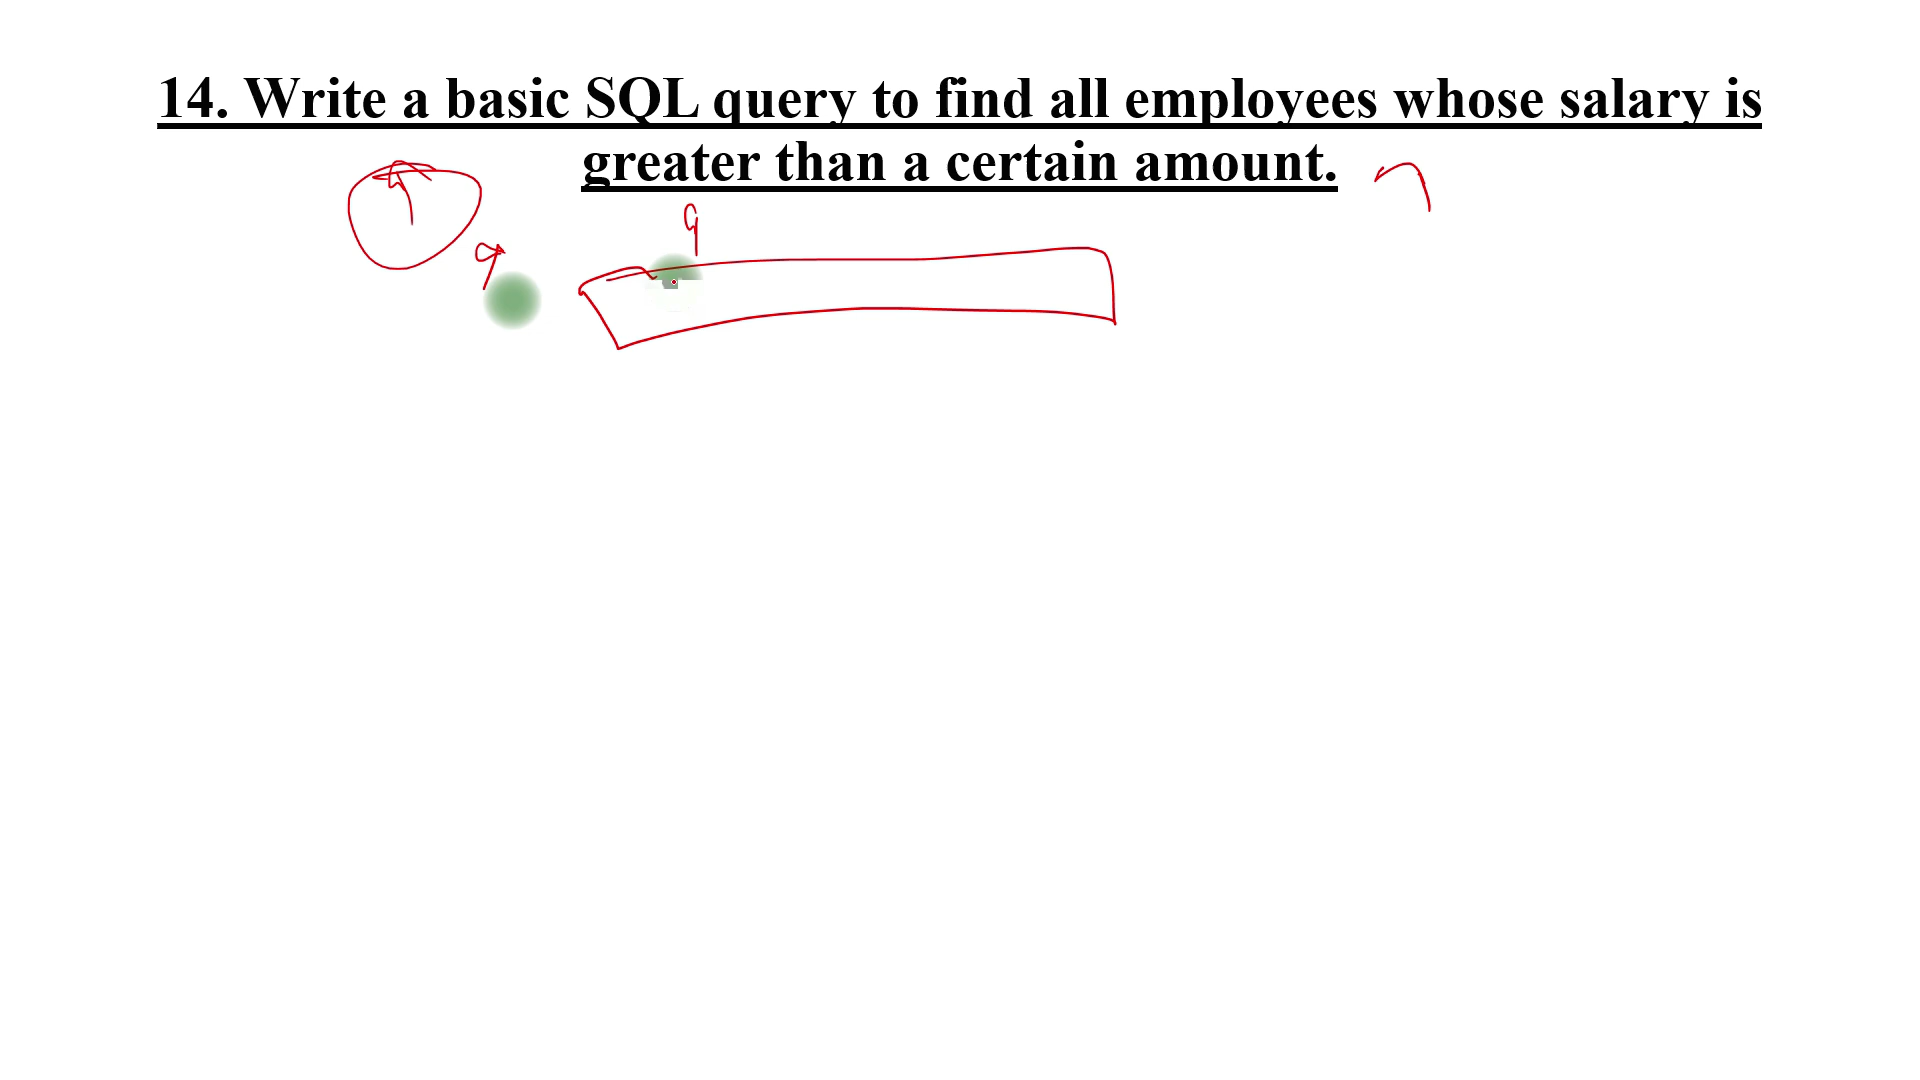 14. Write a basic SQL query to find all employees whose salary is
greater than a certain amount.